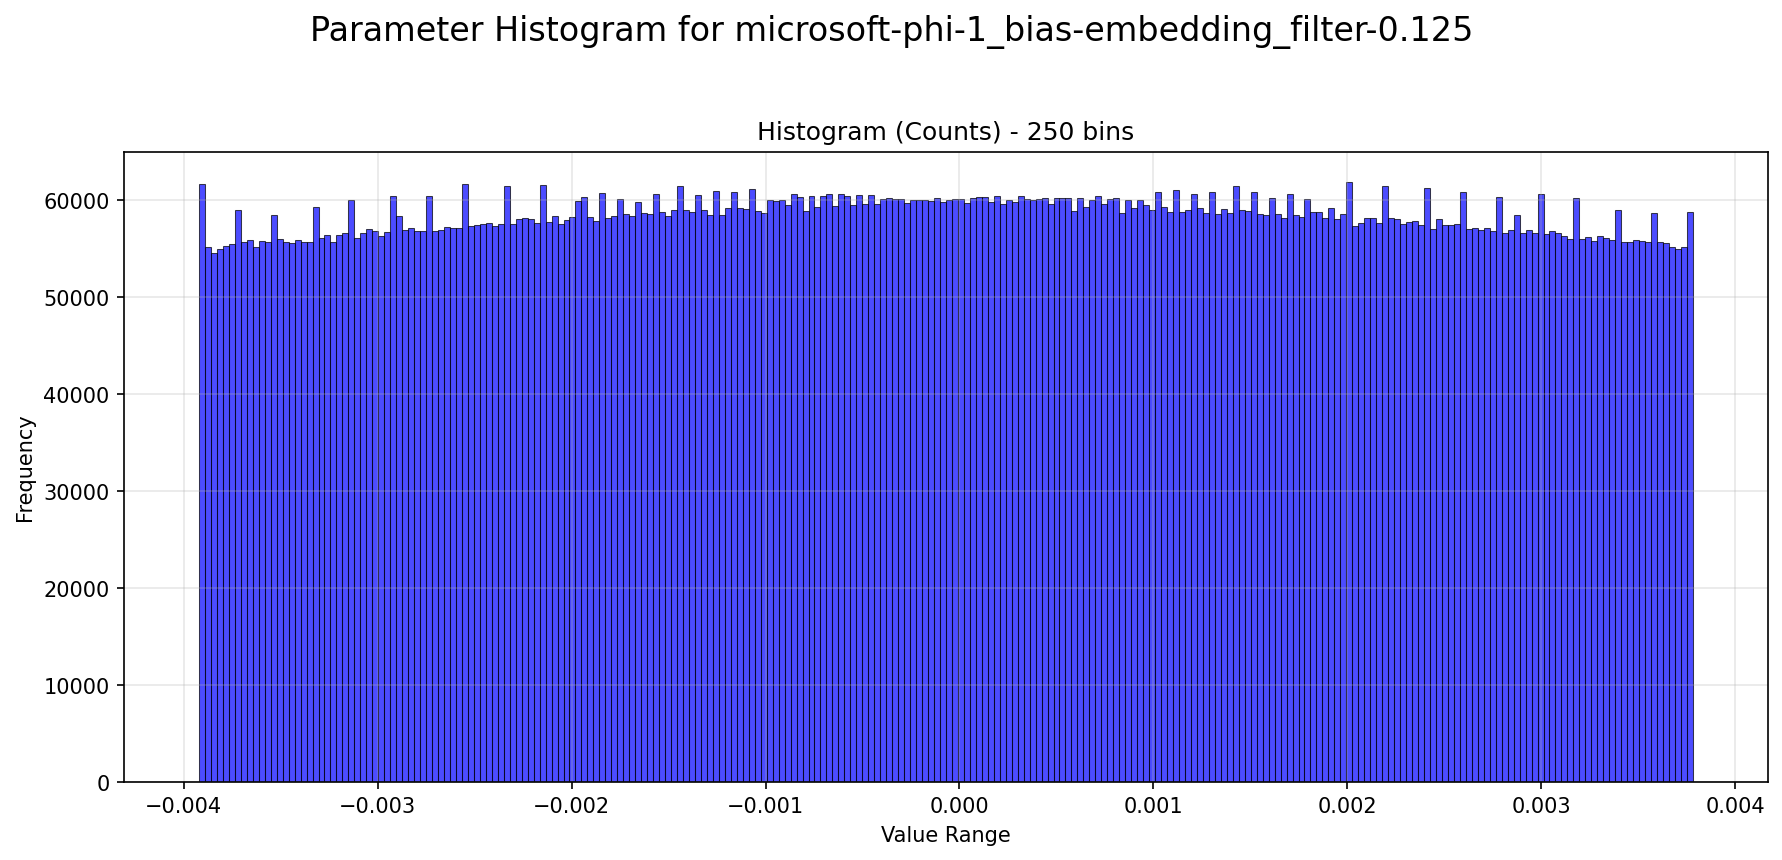 Parameter Histogram for microsoft-phi-1_bias-embedding_filter-0.125
Histogram (Counts) - 250 bins
60000
50000
40000
30000
20000
10000
0
Frequency
−0.004 −0.003 −0.002 −0.001 0.000 0.001 0.002 0.003 0.004
Value Range